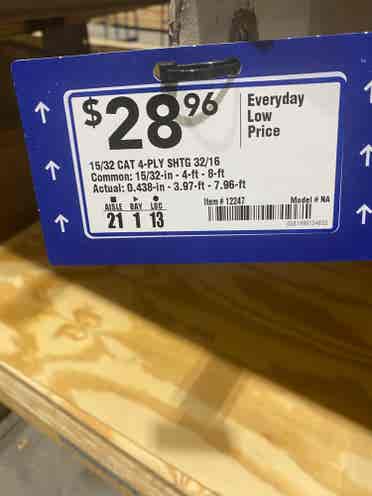 $28.96
Everyday
Low
Price
15/32 CAT 4-PLY SHTG 32/16
Common: 15/32-in - 4-ft - 8-ft
Actual: 0.438-in - 3.97-ft - 7.96-ft
AISLE BAY LOC
21 1 13
Item # 12247 Model # NA